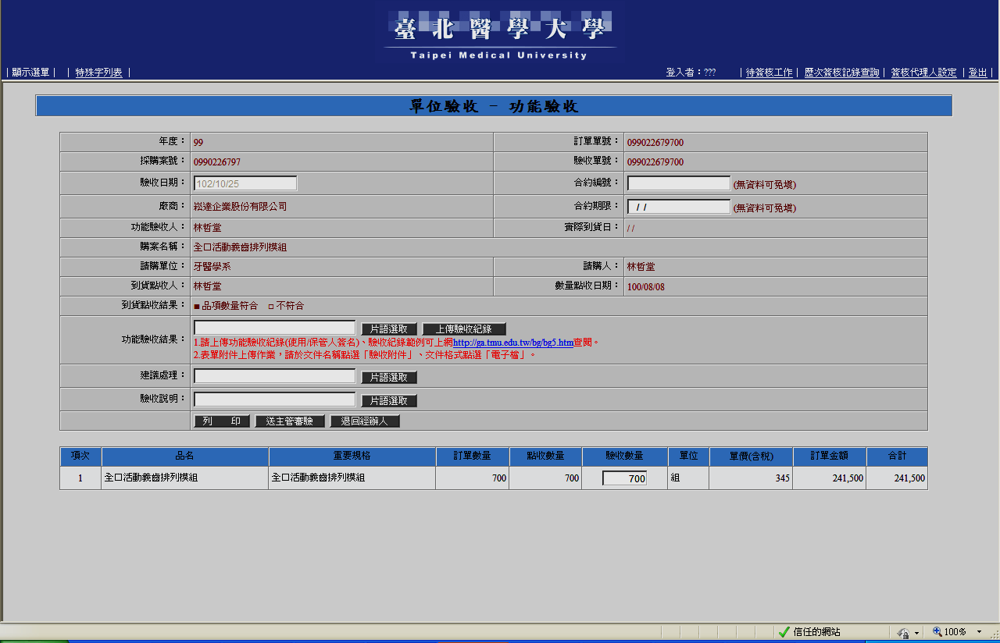 臺北醫學大學
Taipei Medical University
| 顯示選單 | | 特殊字列表 | 登入者：??? | 待簽核工作 | 歷次簽核記錄查詢 | 簽核代理人設定 | 登出 |
單位驗收 － 功能驗收
年度： 99 訂單單號： 099022679700
採購案號： 0990226797 驗收單號： 099022679700
驗收日期： 102/10/25 合約編號： (無資料可免填)
廠商： 崧達企業股份有限公司 合約期限： / / (無資料可免填)
功能驗收人： 林哲堂 實際到貨日： / /
購案名稱： 全口活動義齒排列模組
請購單位： 牙醫學系 請購人： 林哲堂
到貨點收人： 林哲堂 數量點收日期： 100/08/08
到貨點收結果： ■品項數量符合 □不符合
功能驗收結果： 片語選取 上傳驗收紀錄
1.請上傳功能驗收紀錄(使用/保管人簽名)、驗收紀錄範例可上網http://ga.tmu.edu.tw/bg/bg5.htm查閱。
2.表單附件上傳作業，請於文件名稱點選「驗收附件」、文件格式點選「電子檔」。
建議處理： 片語選取
驗收說明： 片語選取
列 印 送主管審驗 退回經辦人
項次 品名 重要規格 訂單數量 點收數量 驗收數量 單位 單價(含稅) 訂單金額 合計
1 全口活動義齒排列模組 全口活動義齒排列模組 700 700 700 組 345 241,500 241,500
信任的網站 100%